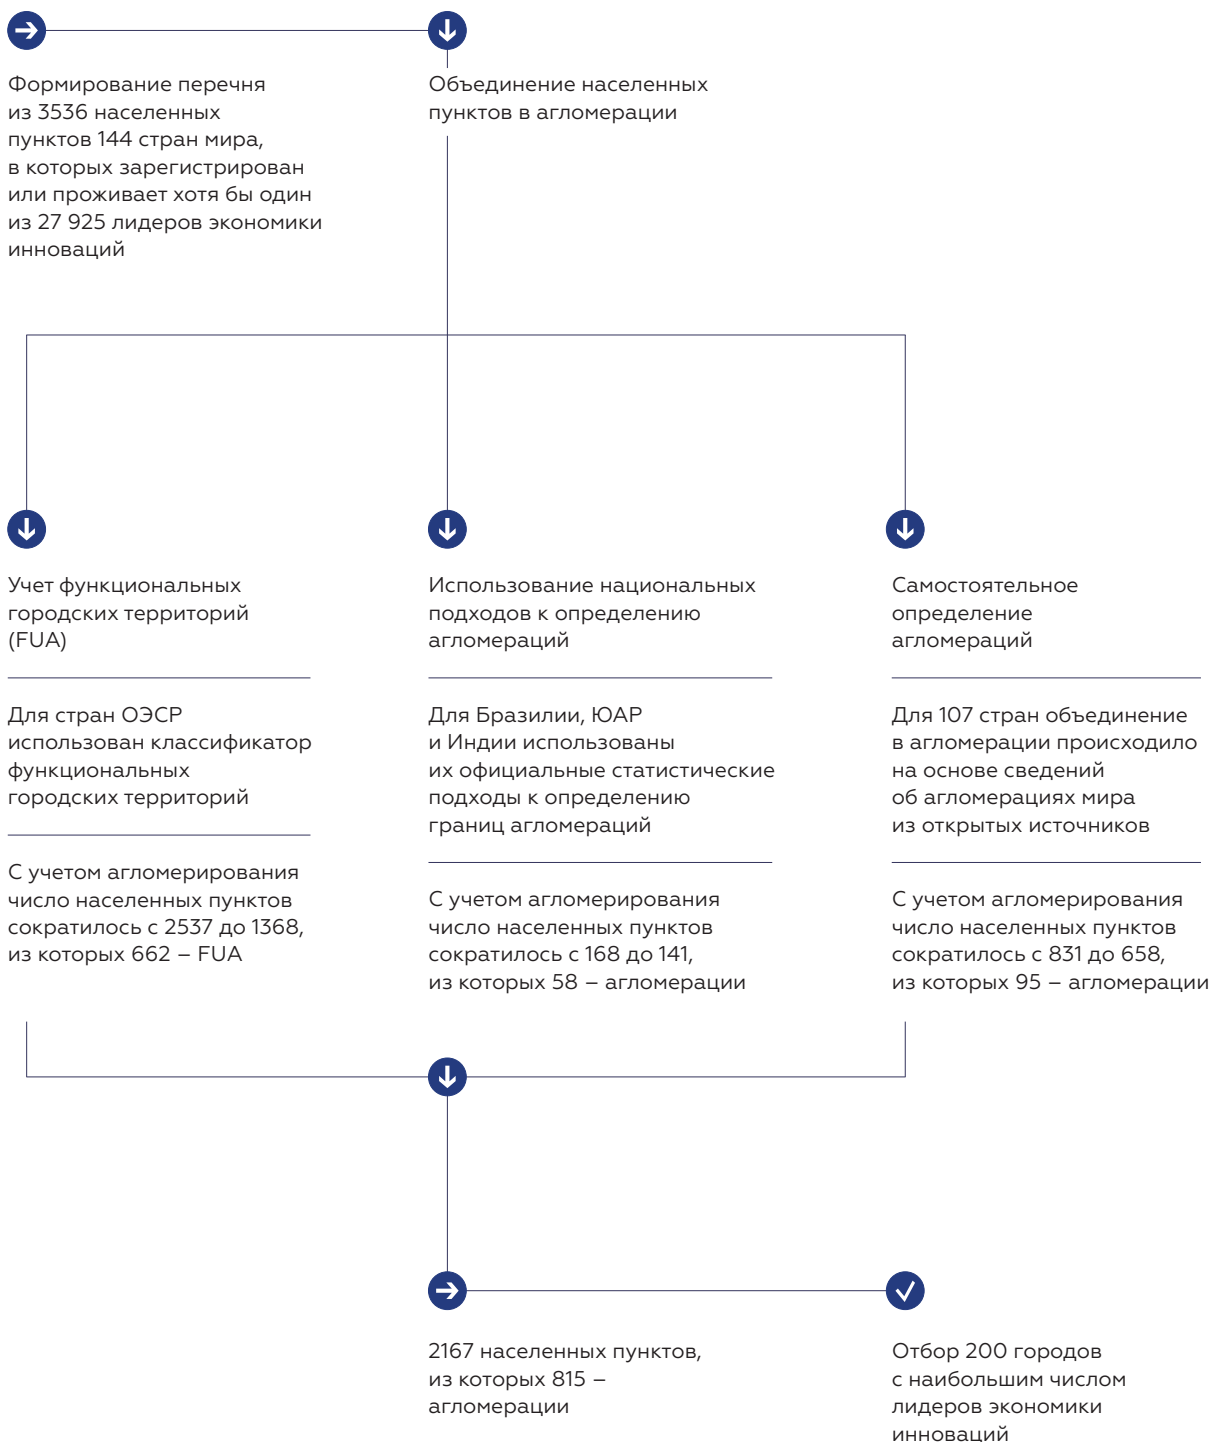 Формирование перечня
из 3536 населенных
пунктов 144 стран мира,
в которых зарегистрирован
или проживает хотя бы один
из 27 925 лидеров экономики
инноваций
Объединение населенных
пунктов в агломерации
Учет функциональных
городских территорий
(FUA)
Для стран ОЭСР
использован классификатор
функциональных
городских территорий
С учетом агломерирования
число населенных пунктов
сократилось с 2537 до 1368,
из которых 662 – FUA
Использование национальных
подходов к определению
агломераций
Для Бразилии, ЮАР
и Индии использованы
их официальные статистические
подходы к определению
границ агломераций
С учетом агломерирования
число населенных пунктов
сократилось с 168 до 141,
из которых 58 – агломерации
Самостоятельное
определение
агломераций
Для 107 стран объединение
в агломерации происходило
на основе сведений
об агломерациях мира
из открытых источников
С учетом агломерирования
число населенных пунктов
сократилось с 831 до 658,
из которых 95 – агломерации
2167 населенных пунктов,
из которых 815 –
агломерации
Отбор 200 городов
с наибольшим числом
лидеров экономики
инноваций